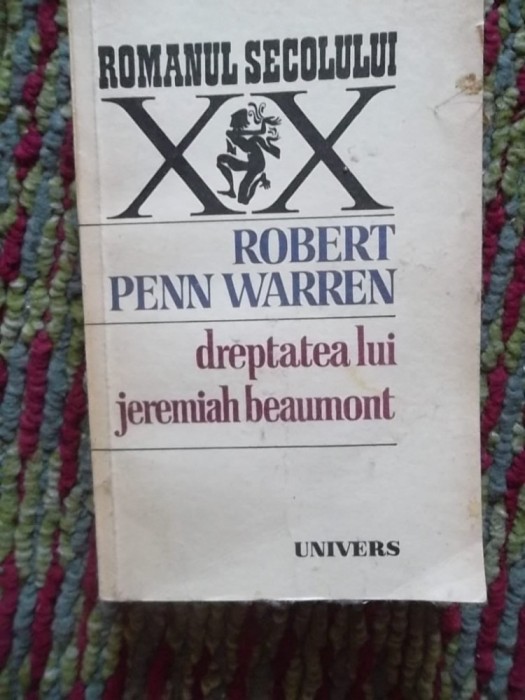 ROMANUL SECOLULUI
XX
ROBERT
PENN WARREN
dreptatea lui
jeremiah beaumont
UNIVERS